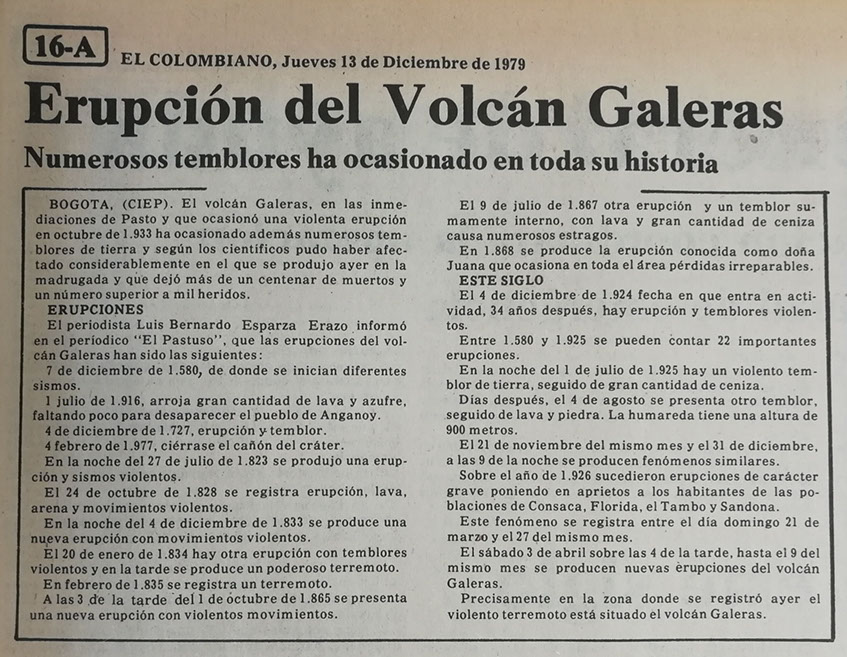 16-A
EL COLOMBIANO, Jueves 13 de Diciembre de 1979
Erupción del Volcán Galeras
Numerosos temblores ha ocasionado en toda su historia
BOGOTA, (CIEP). El volcán Galeras, en las inme-
diaciones de Pasto y que ocasionó una violenta erupción
en octubre de 1.933 ha ocasionado además numerosos tem-
blores de tierra y según los científicos pudo haber afec-
tado considerablemente en el que se produjo ayer en la
madrugada y que dejó más de un centenar de muertos y
un número superior a mil heridos.
ERUPCIONES
El periodista Luis Bernardo Esparza Erazo informó
en el periódico "El Pastuso", que las erupciones del vol-
cán Galeras han sido las siguientes:
7 de diciembre de 1.580, de donde se inician diferentes
sismos.
1 julio de 1.916, arroja gran cantidad de lava y azufre,
faltando poco para desaparecer el pueblo de Anganoy.
4 de diciembre de 1.727, erupción y temblor.
4 febrero de 1.977, ciérrase el cañón del cráter.
En la noche del 27 de julio de 1.823 se produjo una erup-
ción y sismos violentos.
El 24 de octubre de 1.828 se registra erupción, lava,
arena y movimientos violentos.
En la noche del 4 de diciembre de 1.833 se produce una
nueva erupción con movimientos violentos.
El 20 de enero de 1.834 hay otra erupción con temblores
violentos y en la tarde se produce un poderoso terremoto.
En febrero de 1.835 se registra un terremoto.
A las 3 de la tarde del 1 de octubre de 1.865 se presenta
una nueva erupción con violentos movimientos.
El 9 de julio de 1.867 otra erupción y un temblor su-
mamente interno, con lava y gran cantidad de ceniza
causa numerosos estragos.
En 1.868 se produce la erupción conocida como doña
Juana que ocasiona en toda el área pérdidas irreparables.
ESTE SIGLO
El 4 de diciembre de 1.924 fecha en que entra en acti-
vidad, 34 años después, hay erupción y temblores violen-
tos.
Entre 1.580 y 1.925 se pueden contar 22 importantes
erupciones.
En la noche del 1 de julio de 1.925 hay un violento tem-
blor de tierra, seguido de gran cantidad de ceniza.
Días después, el 4 de agosto se presenta otro temblor,
seguido de lava y piedra. La humareda tiene una altura de
900 metros.
El 21 de noviembre del mismo mes y el 31 de diciembre,
a las 9 de la noche se producen fenómenos similares.
Sobre el año de 1.926 sucedieron erupciones de carácter
grave poniendo en aprietos a los habitantes de las po-
blaciones de Consaca, Florida, el Tambo y Sandona.
Este fenómeno se registra entre el día domingo 21 de
marzo y el 27 del mismo mes.
El sábado 3 de abril sobre las 4 de la tarde, hasta el 9 del
mismo mes se producen nuevas erupciones del volcán
Galeras.
Precisamente en la zona donde se registró ayer el
violento terremoto está situado el volcán Galeras.